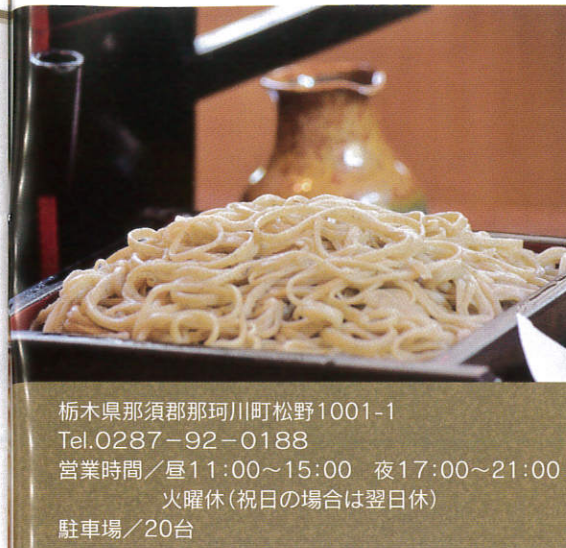 栃木県那須郡那珂川町松野1001-1
Tel.0287−92−0188
営業時間／昼11:00〜15:00　夜17:00〜21:00
火曜休(祝日の場合は翌日休)
駐車場／20台